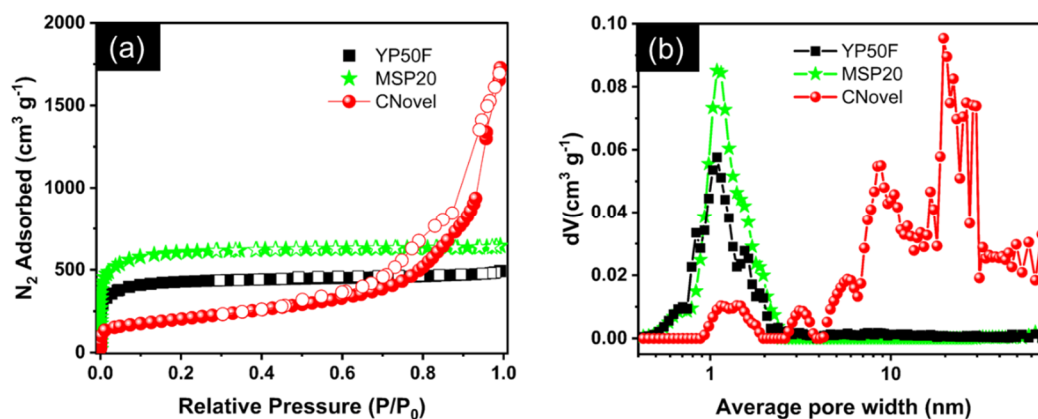 (a)
2000
1500
1000
500
0
N₂ Adsorbed (cm³ g⁻¹)
YP50F
MSP20
CNovel
0.0 0.2 0.4 0.6 0.8 1.0
Relative Pressure (P/P₀)
(b)
0.10
0.08
0.06
0.04
0.02
0.00
dV(cm³ g⁻¹)
YP50F
MSP20
CNovel
1 10
Average pore width (nm)